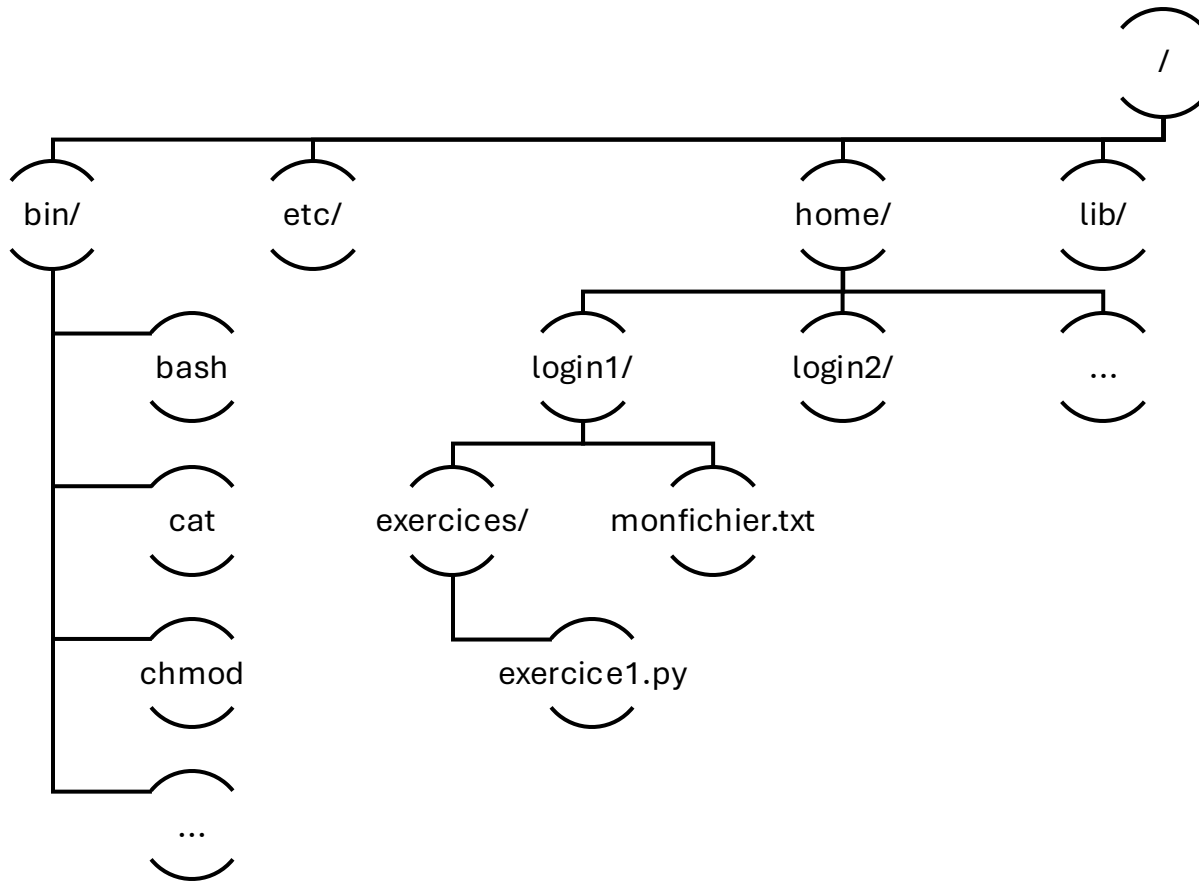 /
bin/
etc/
home/
lib/
bash
login1/
login2/
...
cat
exercices/
monfichier.txt
chmod
exercice1.py
...